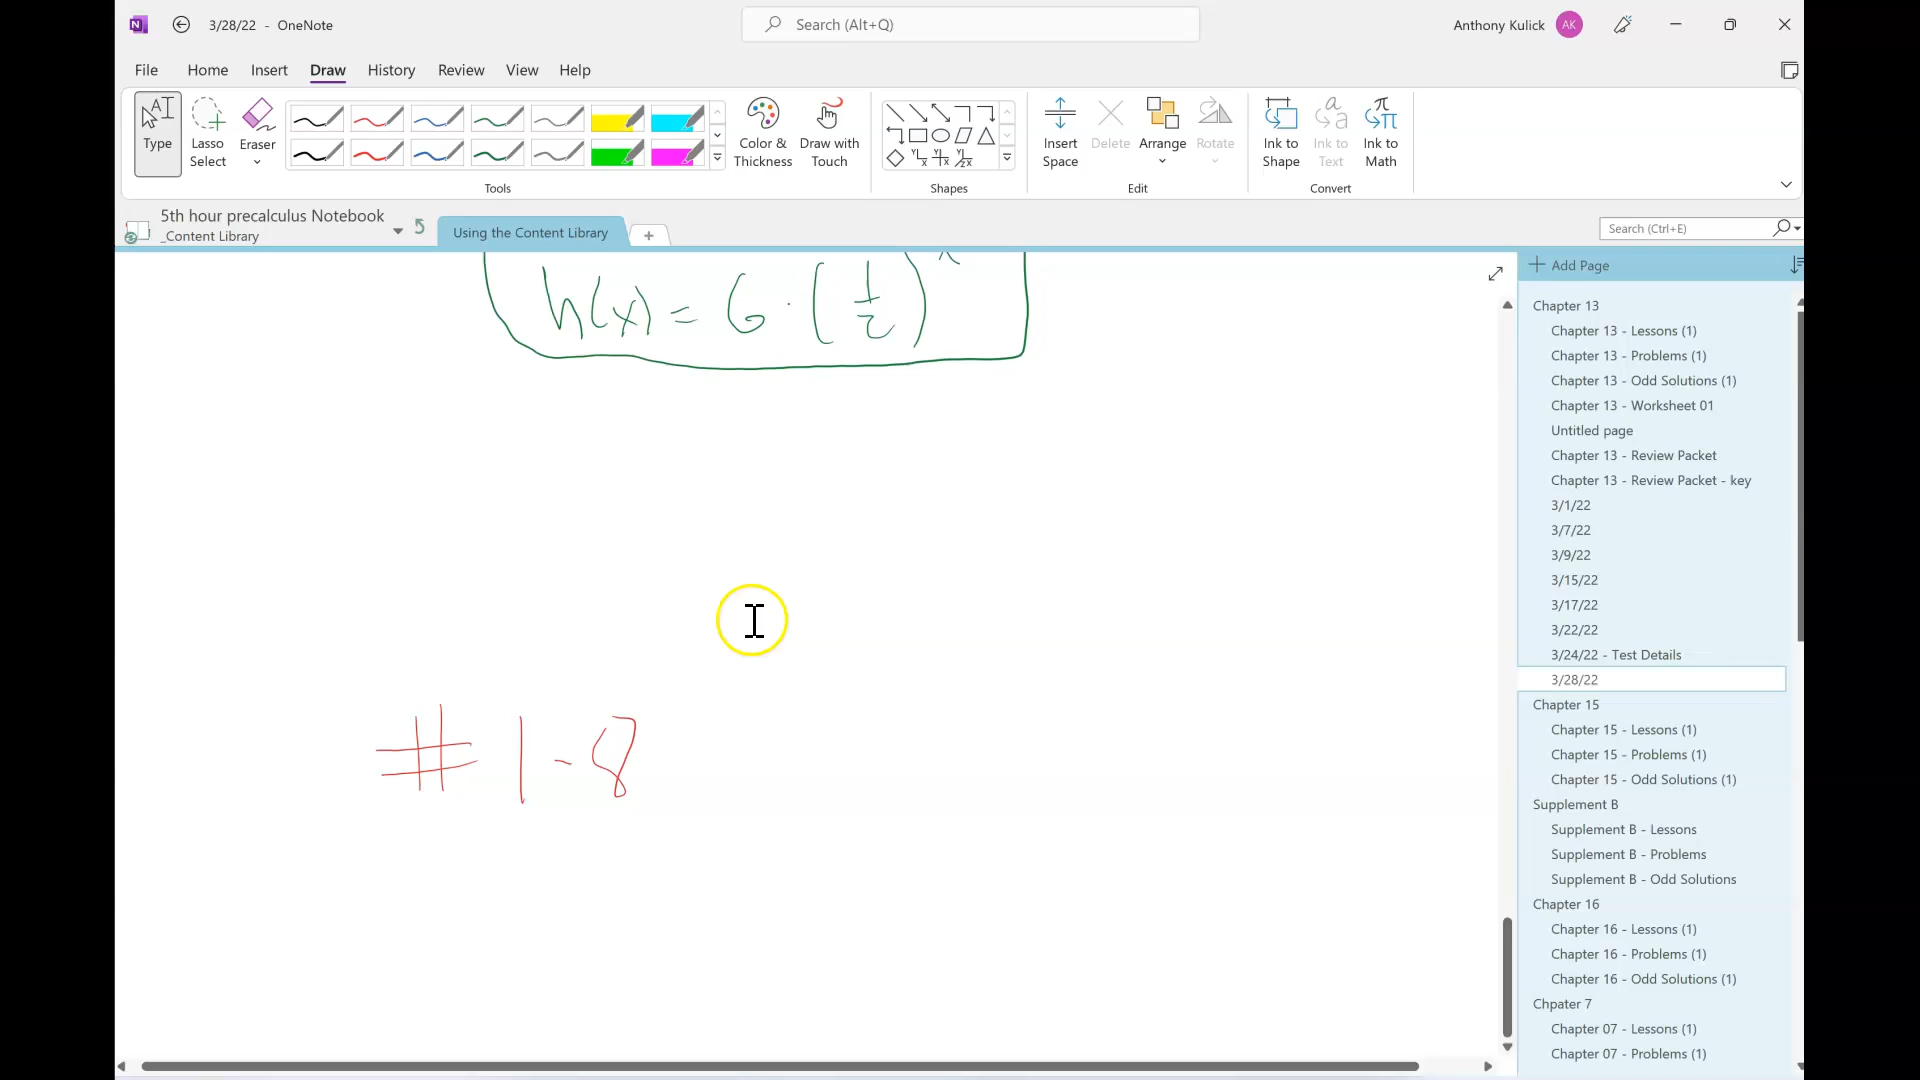 3/28/22 - OneNote
Search (Alt+Q)
Anthony Kulick
AK
File Home Insert Draw History Review View Help
Type
Lasso Select
Eraser
Color & Thickness
Draw with Touch
Insert Space
Delete
Arrange
Rotate
Ink to Shape
Ink to Text
Ink to Math
Tools
Shapes
Edit
Convert
5th hour precalculus Notebook
_Content Library
Using the Content Library
Search (Ctrl+E)
h(x) = 6 · (1/2)^x
# 1 - 8
Add Page
Chapter 13
Chapter 13 - Lessons (1)
Chapter 13 - Problems (1)
Chapter 13 - Odd Solutions (1)
Chapter 13 - Worksheet 01
Untitled page
Chapter 13 - Review Packet
Chapter 13 - Review Packet - key
3/1/22
3/7/22
3/9/22
3/15/22
3/17/22
3/22/22
3/24/22 - Test Details
3/28/22
Chapter 15
Chapter 15 - Lessons (1)
Chapter 15 - Problems (1)
Chapter 15 - Odd Solutions (1)
Supplement B
Supplement B - Lessons
Supplement B - Problems
Supplement B - Odd Solutions
Chapter 16
Chapter 16 - Lessons (1)
Chapter 16 - Problems (1)
Chapter 16 - Odd Solutions (1)
Chpater 7
Chapter 07 - Lessons (1)
Chapter 07 - Problems (1)